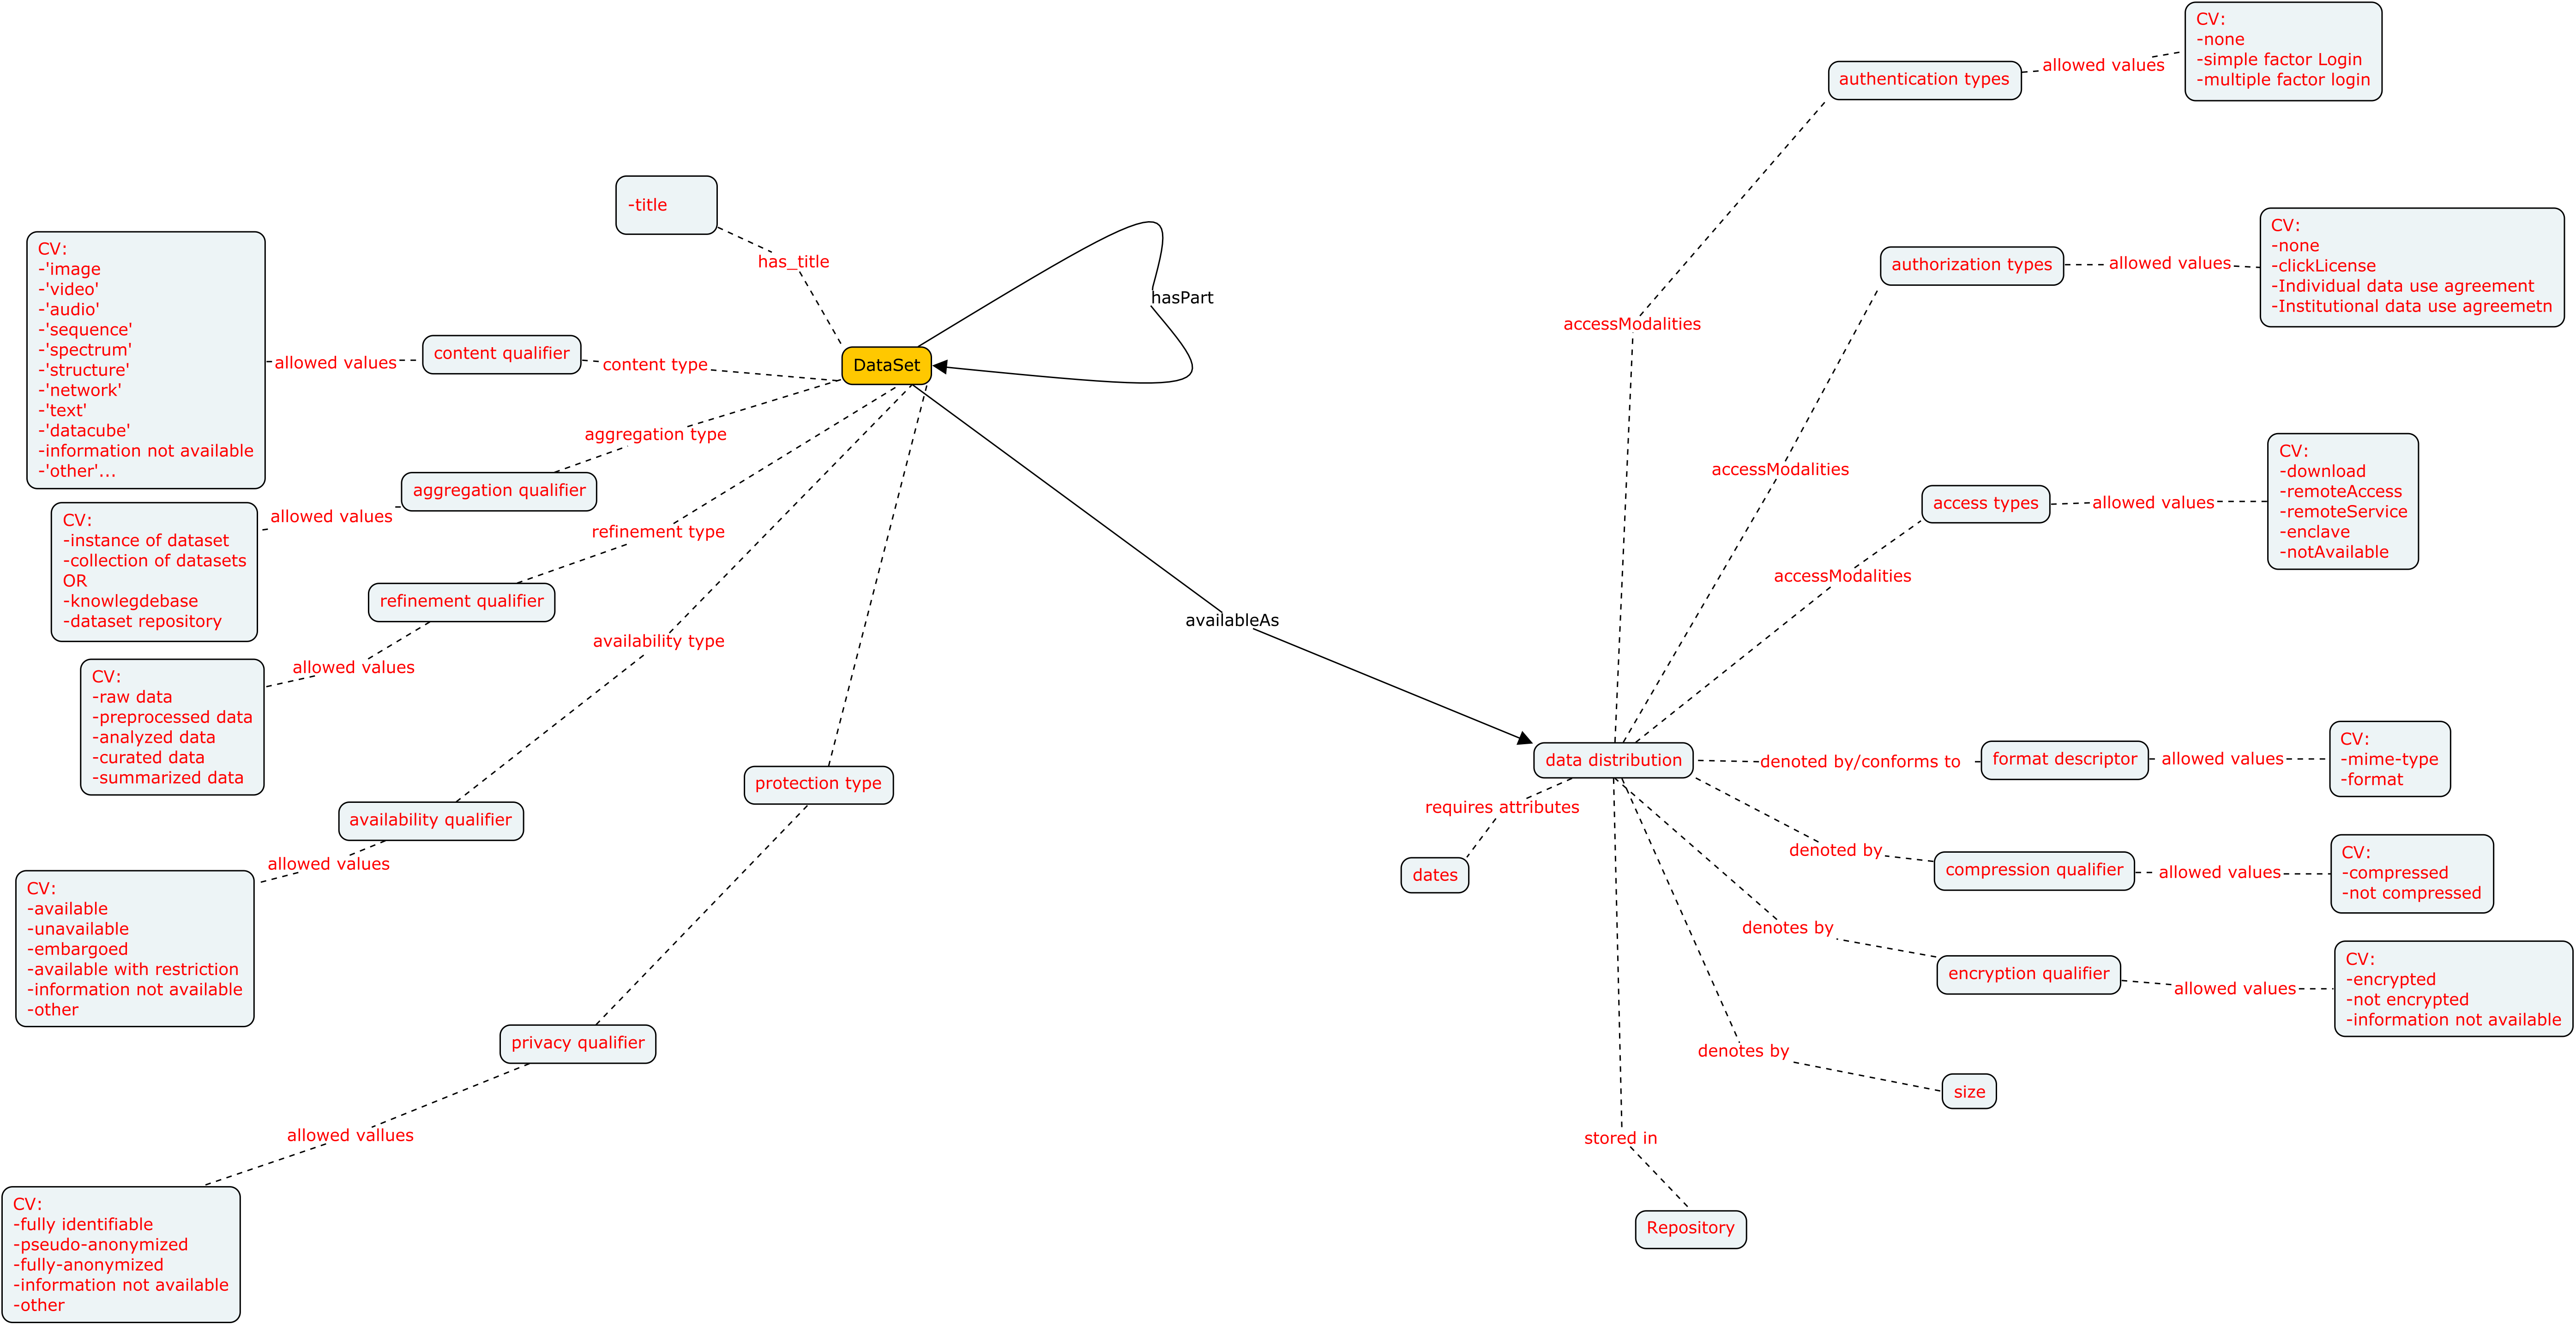 CV:
-none
-simple factor Login
-multiple factor login
authentication types
allowed values
-title
has_title
CV:
-'image
-'video'
-'audio'
-'sequence'
-'spectrum'
-'structure'
-'network'
-'text'
-'datacube'
-information not available
-'other'...
allowed values
content qualifier
content type
DataSet
hasPart
accessModalities
authorization types
allowed values
CV:
-none
-clickLicense
-Individual data use agreement
-Institutional data use agreemetn
aggregation type
aggregation qualifier
allowed values
CV:
-instance of dataset
-collection of datasets
OR
-knowlegdebase
-dataset repository
accessModalities
access types
allowed values
CV:
-download
-remoteAccess
-remoteService
-enclave
-notAvailable
accessModalities
refinement type
refinement qualifier
allowed values
CV:
-raw data
-preprocessed data
-analyzed data
-curated data
-summarized data
availableAs
availability type
availability qualifier
allowed values
CV:
-available
-unavailable
-embargoed
-available with restriction
-information not available
-other
protection type
privacy qualifier
allowed vallues
CV:
-fully identifiable
-pseudo-anonymized
-fully-anonymized
-information not available
-other
data distribution
denoted by/conforms to
format descriptor
allowed values
CV:
-mime-type
-format
requires attributes
dates
denoted by
compression qualifier
allowed values
CV:
-compressed
-not compressed
denotes by
encryption qualifier
allowed values
CV:
-encrypted
-not encrypted
-information not available
denotes by
size
stored in
Repository